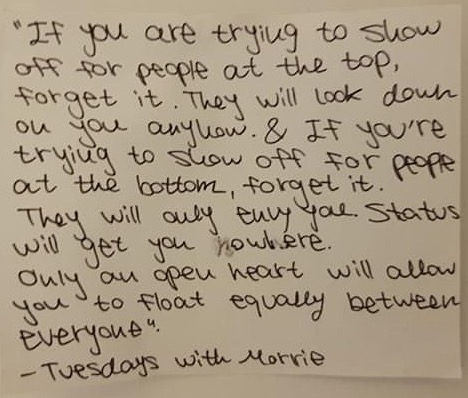 "If you are trying to show
off for people at the top,
forget it. They will look down
on you anyhow. & If you're
trying to show off for people
at the bottom, forget it.
They will only envy you. Status
will get you nowhere.
Only an open heart will allow
you to float equally between
everyone".
- Tuesdays with Morrie